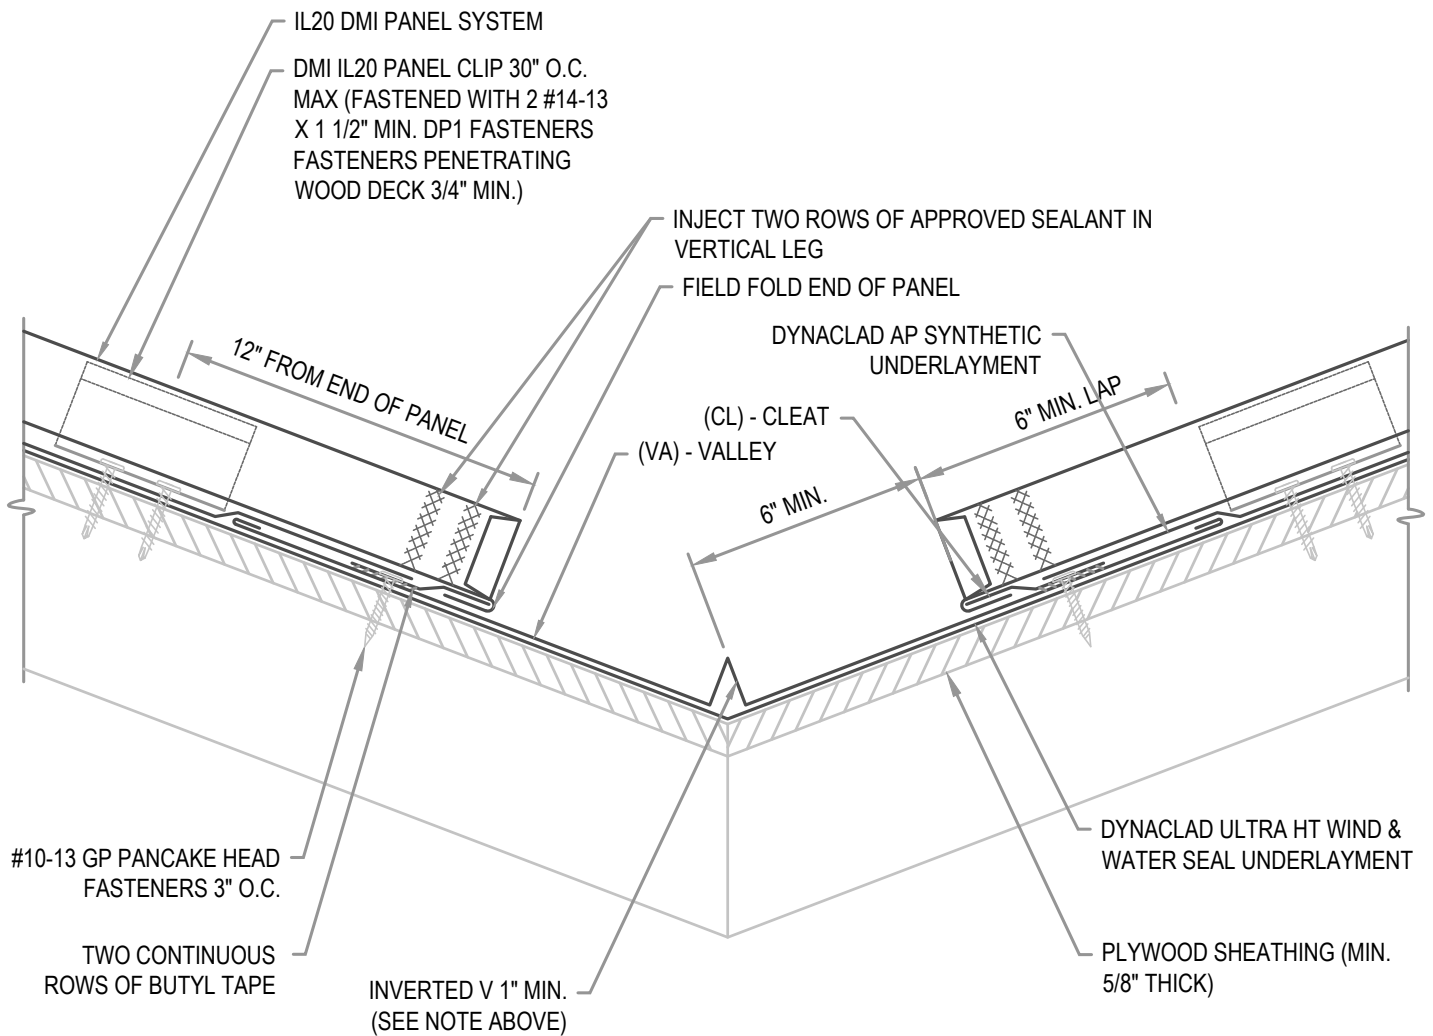 IL20 DMI PANEL SYSTEM
DMI IL20 PANEL CLIP 30" O.C.
MAX (FASTENED WITH 2 #14-13
X 1 1/2" MIN. DP1 FASTENERS
FASTENERS PENETRATING
WOOD DECK 3/4" MIN.)
INJECT TWO ROWS OF APPROVED SEALANT IN
VERTICAL LEG
FIELD FOLD END OF PANEL
DYNACLAD AP SYNTHETIC
UNDERLAYMENT
12" FROM END OF PANEL
6" MIN. LAP
(CL) - CLEAT
(VA) - VALLEY
6" MIN.
#10-13 GP PANCAKE HEAD
FASTENERS 3" O.C.
TWO CONTINUOUS
ROWS OF BUTYL TAPE
INVERTED V 1" MIN.
(SEE NOTE ABOVE)
DYNACLAD ULTRA HT WIND &
WATER SEAL UNDERLAYMENT
PLYWOOD SHEATHING (MIN.
5/8" THICK)